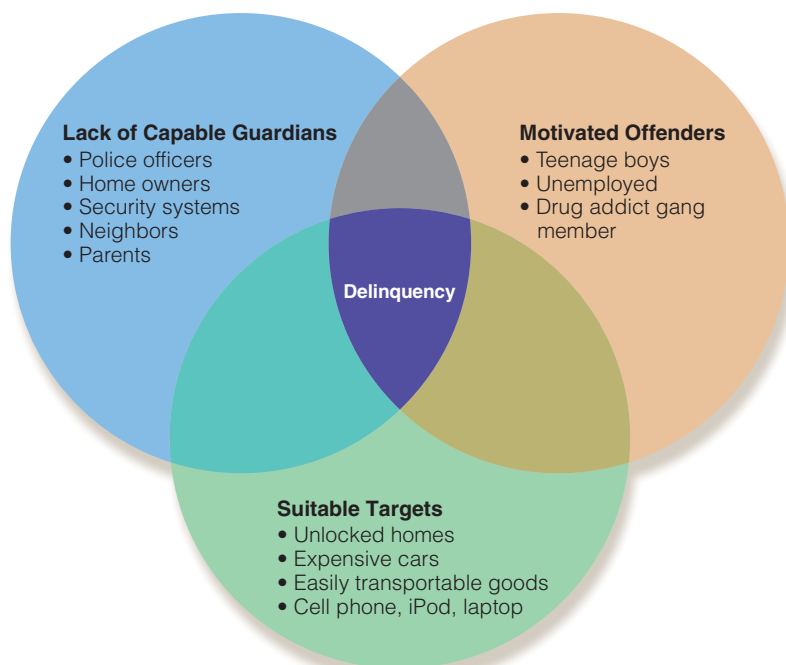 Lack of Capable Guardians
• Police officers
• Home owners
• Security systems
• Neighbors
• Parents
Motivated Offenders
• Teenage boys
• Unemployed
• Drug addict gang
member
Delinquency
Suitable Targets
• Unlocked homes
• Expensive cars
• Easily transportable goods
• Cell phone, iPod, laptop